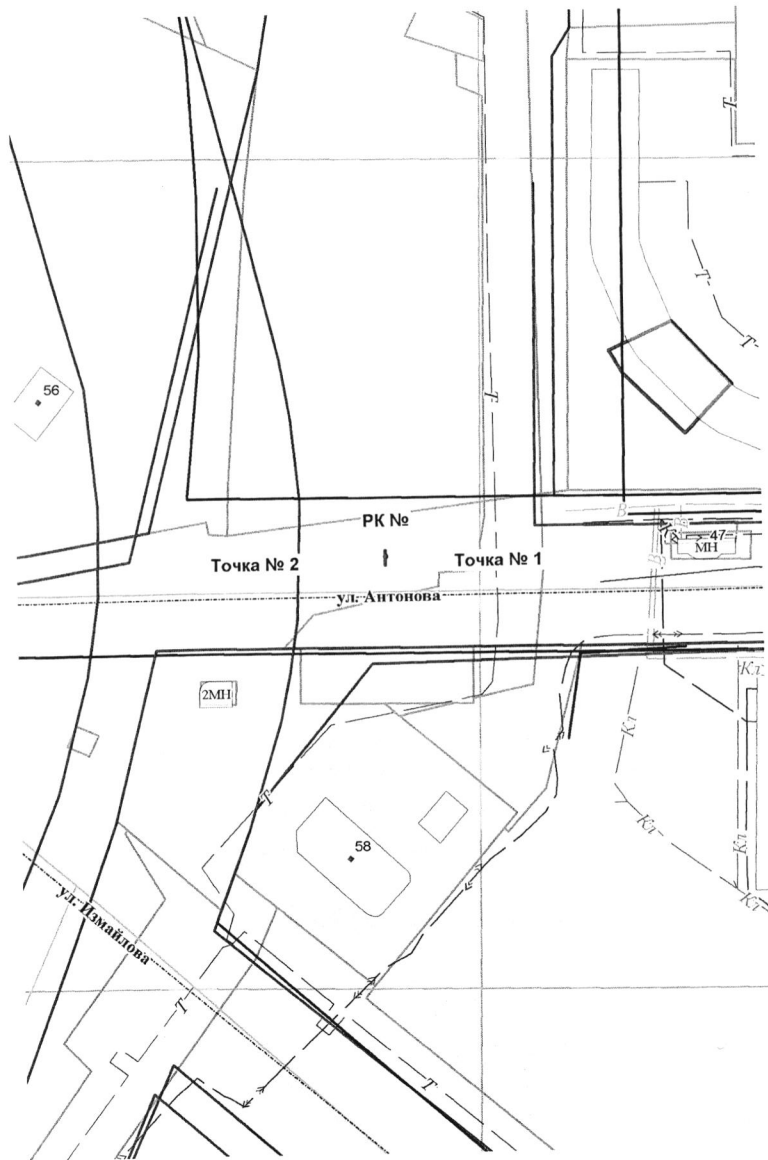 Т
Т
Т
56
Т
РК №
В
Точка № 2
Точка № 1
В
В
47
МН
ул. Антонова
2МН
Кл
Кл
Т
Кл
58
Кл
Кл
ул. Измайлова
Т
Т